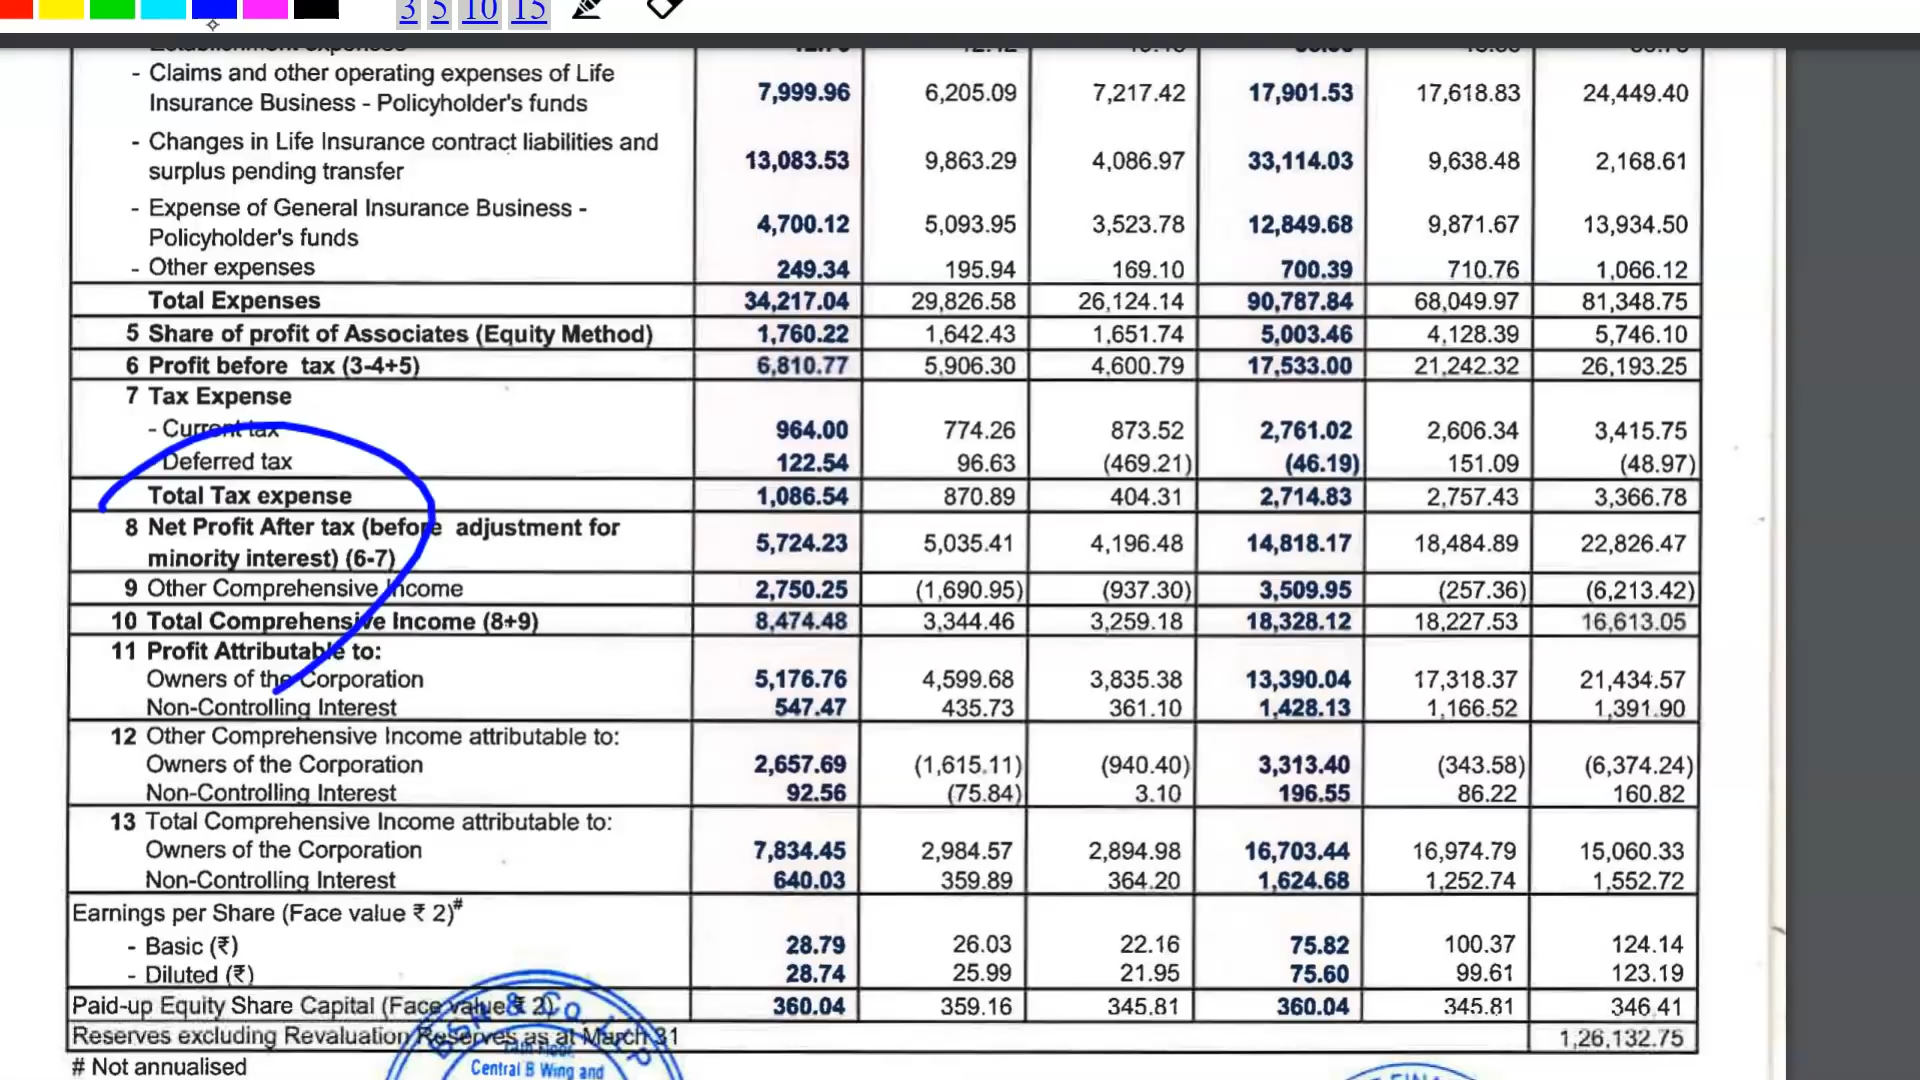 3 5 10 15
Establishment expenses
- Claims and other operating expenses of Life Insurance Business - Policyholder's funds 7,999.96 6,205.09 7,217.42 17,901.53 17,618.83 24,449.40
- Changes in Life Insurance contract liabilities and surplus pending transfer 13,083.53 9,863.29 4,086.97 33,114.03 9,638.48 2,168.61
- Expense of General Insurance Business - Policyholder's funds 4,700.12 5,093.95 3,523.78 12,849.68 9,871.67 13,934.50
- Other expenses 249.34 195.94 169.10 700.39 710.76 1,066.12
Total Expenses 34,217.04 29,826.58 26,124.14 90,787.84 68,049.97 81,348.75
5 Share of profit of Associates (Equity Method) 1,760.22 1,642.43 1,651.74 5,003.46 4,128.39 5,746.10
6 Profit before tax (3-4+5) 6,810.77 5,906.30 4,600.79 17,533.00 21,242.32 26,193.25
7 Tax Expense
- Current tax 964.00 774.26 873.52 2,761.02 2,606.34 3,415.75
Deferred tax 122.54 96.63 (469.21) (46.19) 151.09 (48.97)
Total Tax expense 1,086.54 870.89 404.31 2,714.83 2,757.43 3,366.78
8 Net Profit After tax (before adjustment for minority interest) (6-7) 5,724.23 5,035.41 4,196.48 14,818.17 18,484.89 22,826.47
9 Other Comprehensive Income 2,750.25 (1,690.95) (937.30) 3,509.95 (257.36) (6,213.42)
10 Total Comprehensive Income (8+9) 8,474.48 3,344.46 3,259.18 18,328.12 18,227.53 16,613.05
11 Profit Attributable to:
Owners of the Corporation 5,176.76 4,599.68 3,835.38 13,390.04 17,318.37 21,434.57
Non-Controlling Interest 547.47 435.73 361.10 1,428.13 1,166.52 1,391.90
12 Other Comprehensive Income attributable to:
Owners of the Corporation 2,657.69 (1,615.11) (940.40) 3,313.40 (343.58) (6,374.24)
Non-Controlling Interest 92.56 (75.84) 3.10 196.55 86.22 160.82
13 Total Comprehensive Income attributable to:
Owners of the Corporation 7,834.45 2,984.57 2,894.98 16,703.44 16,974.79 15,060.33
Non-Controlling Interest 640.03 359.89 364.20 1,624.68 1,252.74 1,552.72
Earnings per Share (Face value ₹ 2)#
- Basic (₹) 28.79 26.03 22.16 75.82 100.37 124.14
- Diluted (₹) 28.74 25.99 21.95 75.60 99.61 123.19
Paid-up Equity Share Capital (Face value ₹ 2) 360.04 359.16 345.81 360.04 345.81 346.41
Reserves excluding Revaluation Reserves as at March 31 1,26,132.75
# Not annualised
& Co. LLP
Central B Wing and